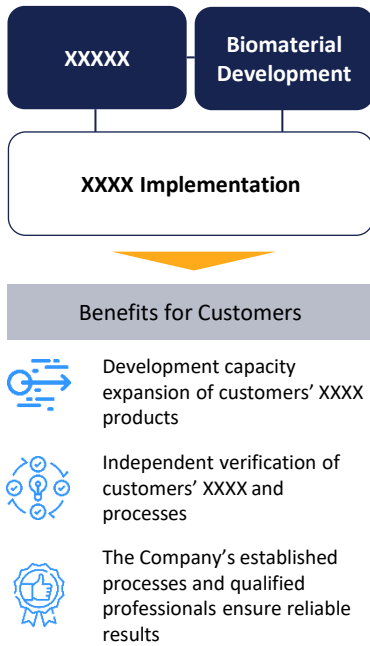 XXXXX
Biomaterial
Development
XXXX Implementation
Benefits for Customers
Development capacity
expansion of customers’ XXXX
products
Independent verification of
customers’ XXXX and
processes
The Company’s established
processes and qualified
professionals ensure reliable
results